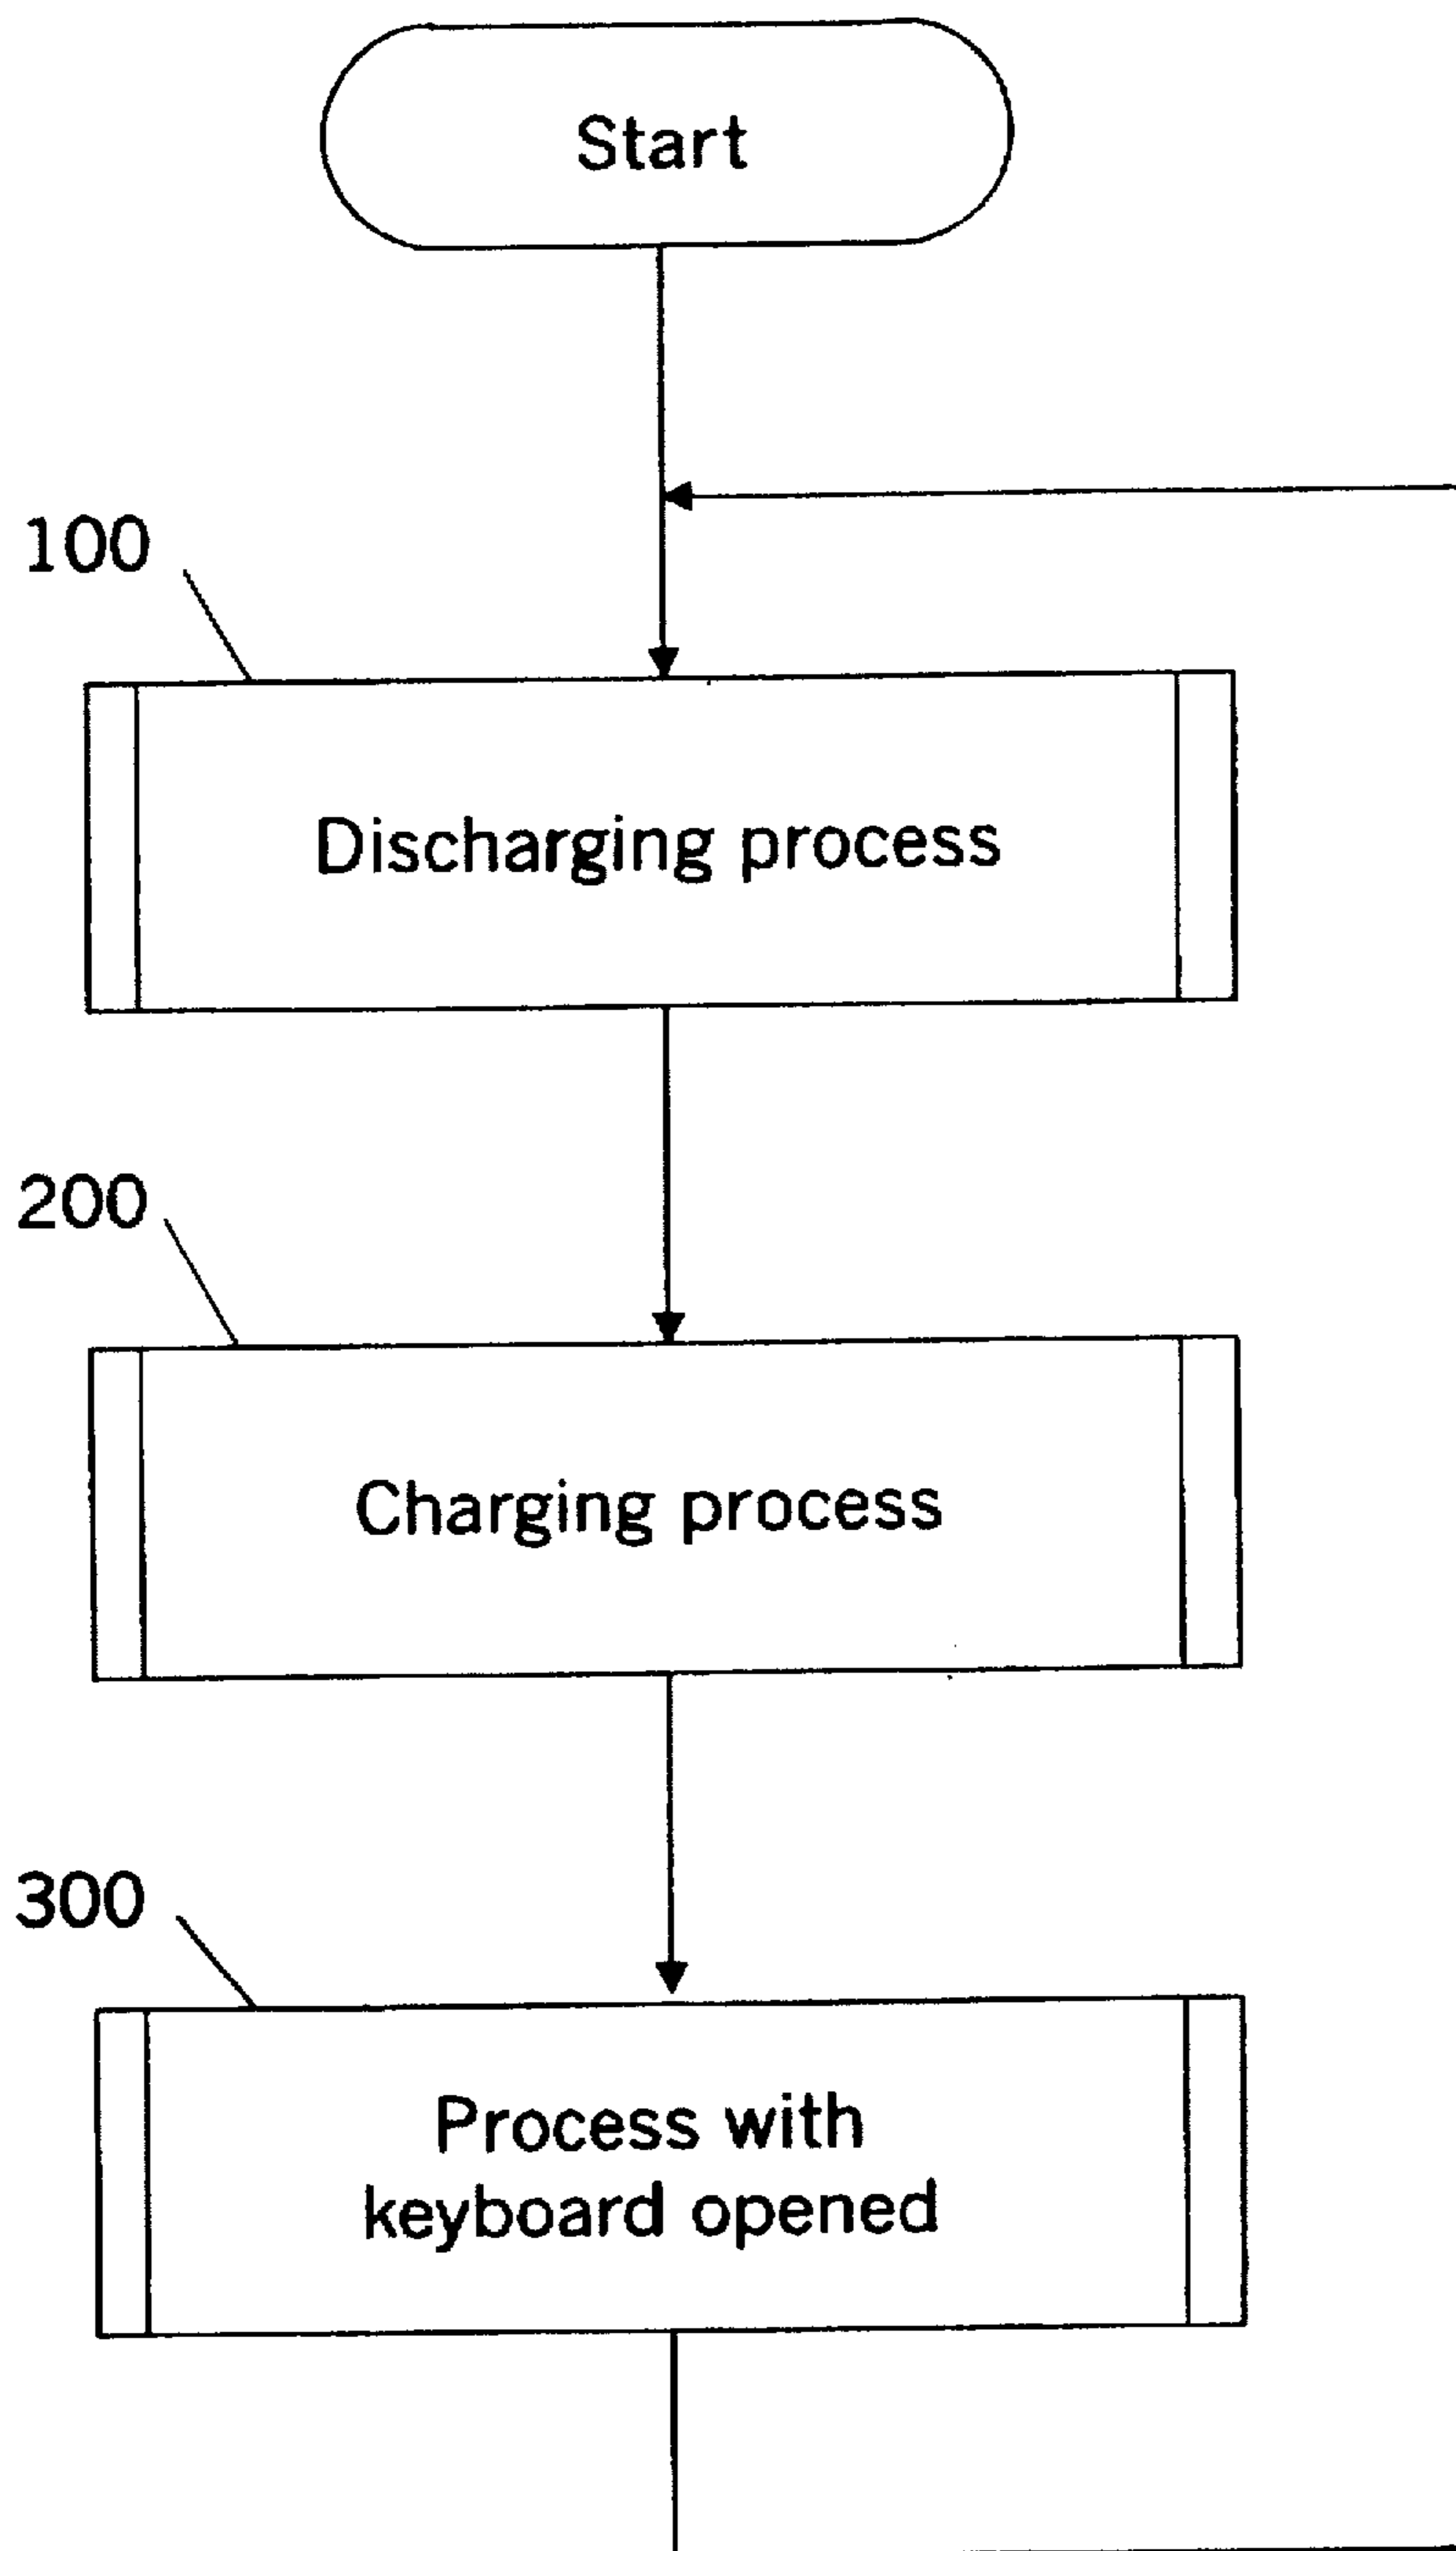 Start
100
Discharging process
200
Charging process
300
Process with
keyboard opened